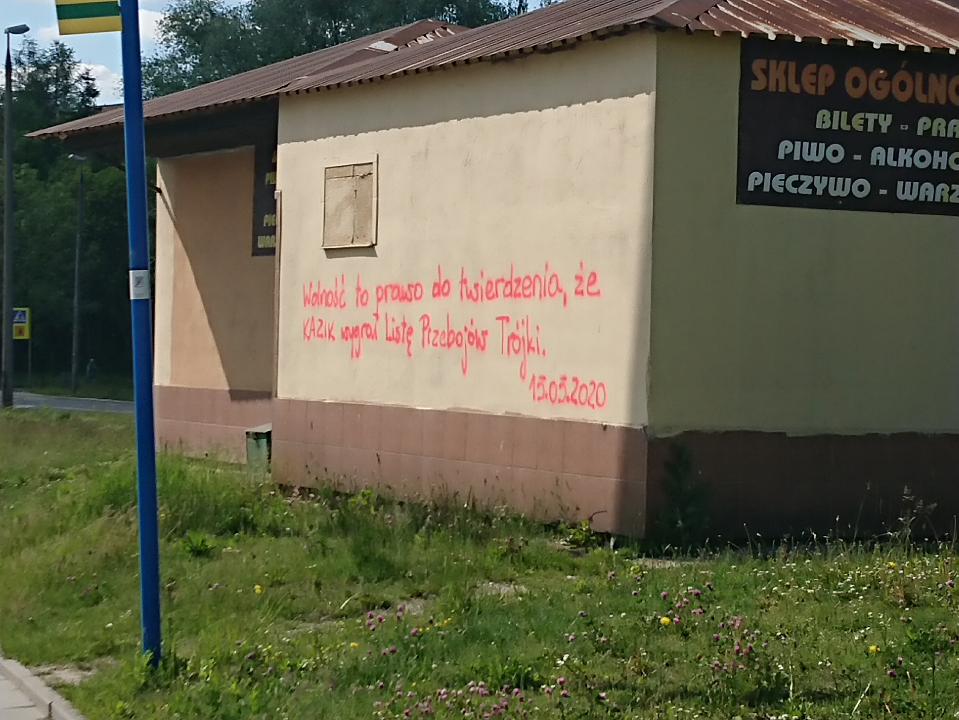 Wolność to prawo do twierdzenia, że
KAZIK wygrał Listę Przebojów Trójki.
15.05.2020
SKLEP OGÓLNO
BILETY - PRA
PIWO - ALKOHO
PIECZYWO - WARZ